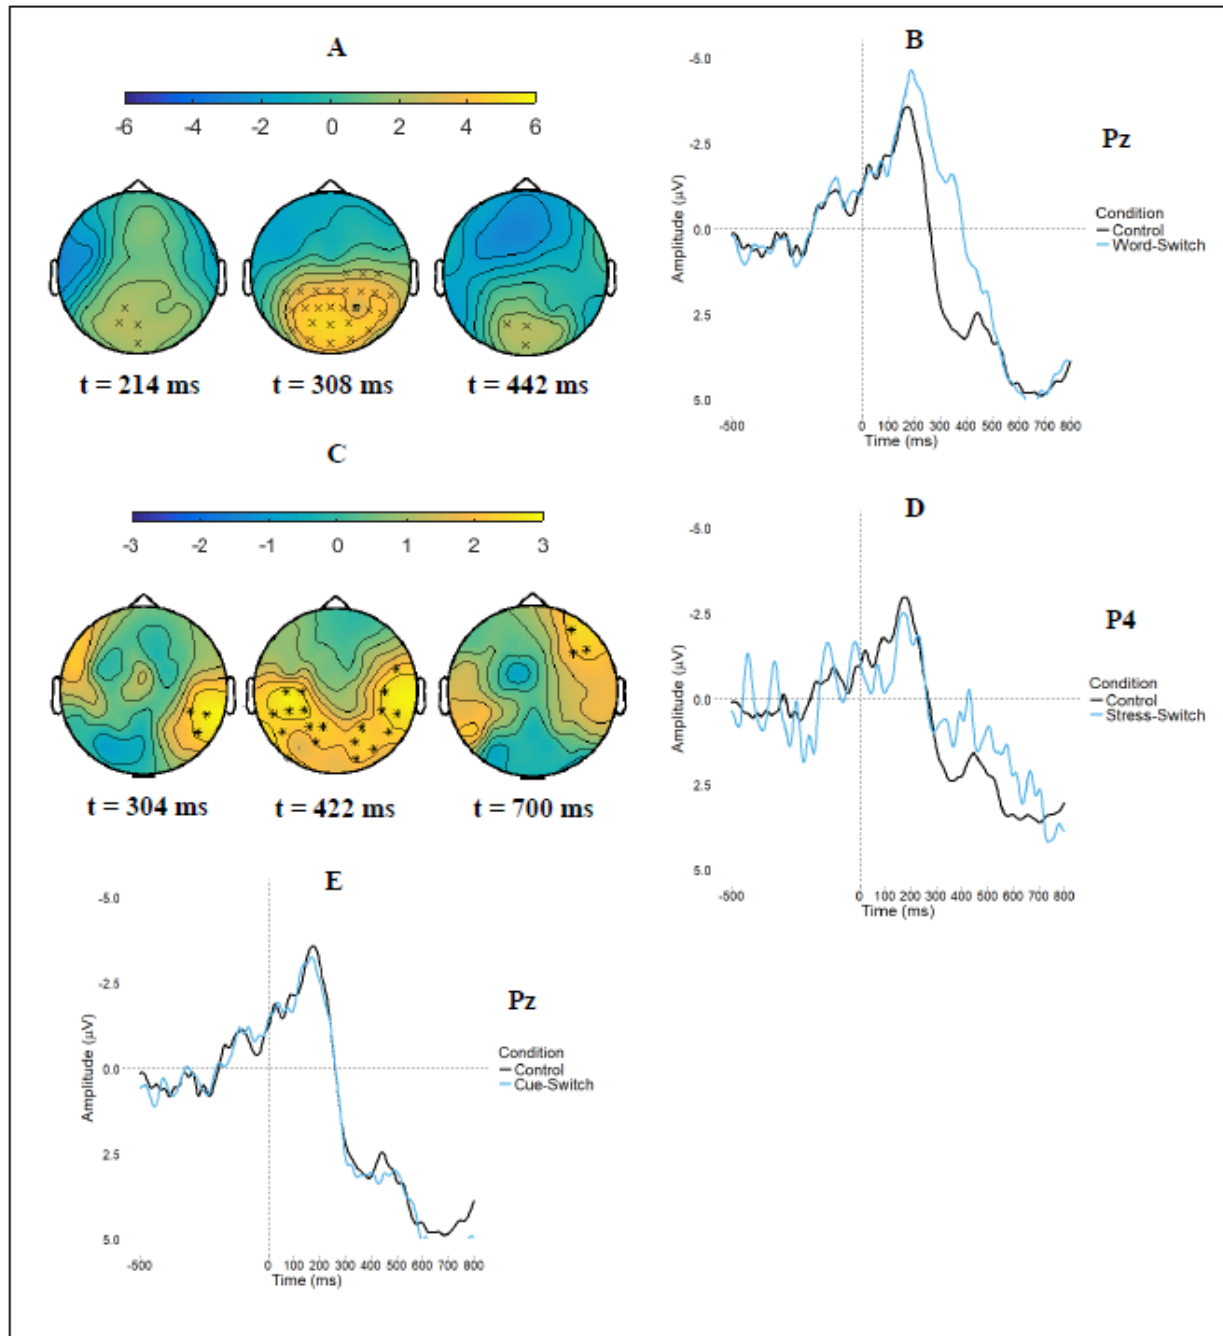 A
-6 -4 -2 0 2 4 6
t = 214 ms t = 308 ms t = 442 ms
B
-5.0
-2.5
0.0
2.5
5.0
Amplitude (µV)
-500 0 100 200 300 400 500 600 700 800
Time (ms)
Pz
Condition
Control
Word-Switch
C
-3 -2 -1 0 1 2 3
t = 304 ms t = 422 ms t = 700 ms
D
-5.0
-2.5
0.0
2.5
5.0
Amplitude (µV)
-500 0 100 200 300 400 500 600 700 800
Time (ms)
P4
Condition
Control
Stress-Switch
E
-5.0
-2.5
0.0
2.5
5.0
Amplitude (µV)
-500 0 100 200 300 400 500 600 700 800
Time (ms)
Pz
Condition
Control
Cue-Switch